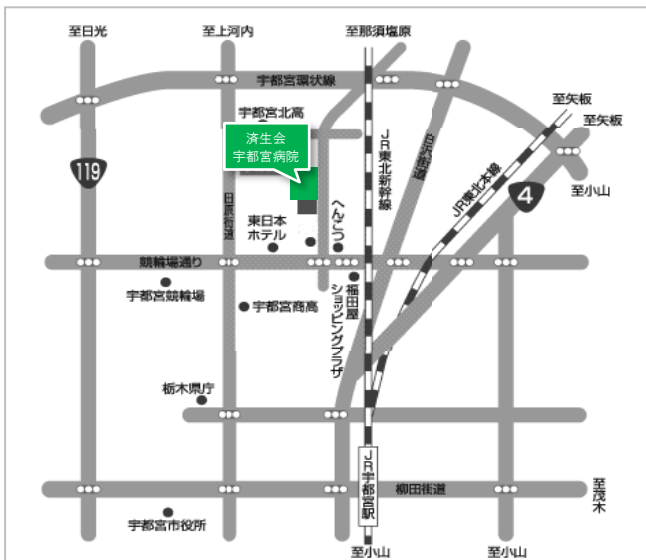 至日光
至上河内
至那須塩原
宇都宮環状線
至矢板
至矢板
宇都宮北高
済生会
宇都宮病院
119
JR東北新幹線
白沢街道
JR東北本線
4
至小山
田原街道
東日本
ホテル
へんこつ
競輪場通り
宇都宮競輪場
宇都宮商高
福田屋
ショッピングプラザ
栃木県庁
JR宇都宮駅
柳田街道
至茂木
宇都宮市役所
至小山
至小山